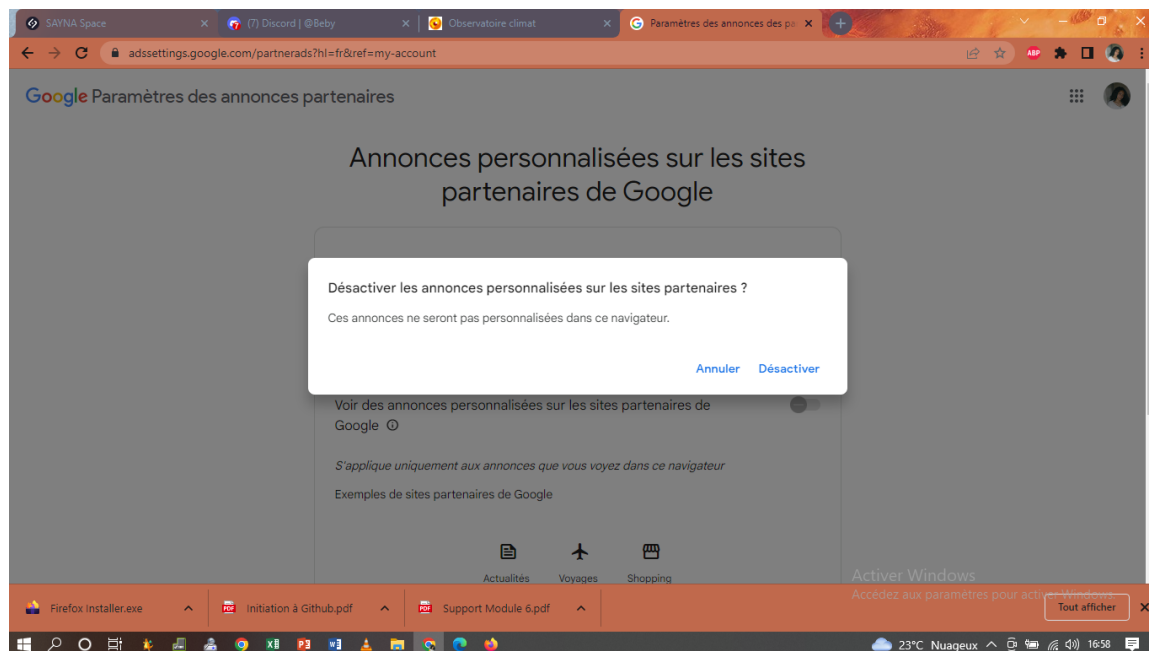 SAYNA Space
(7) Discord | @Beby
Observatoire climat
Paramètres des annonces des pa
adssettings.google.com/partnerads?hl=fr&ref=my-account
ABP
Google Paramètres des annonces partenaires
Annonces personnalisées sur les sites
partenaires de Google
Désactiver les annonces personnalisées sur les sites partenaires ?
Ces annonces ne seront pas personnalisées dans ce navigateur.
Annuler Désactiver
Voir des annonces personnalisées sur les sites partenaires de
Google
S'applique uniquement aux annonces que vous voyez dans ce navigateur
Exemples de sites partenaires de Google
Actualités Voyages Shopping
Activer Windows
Accédez aux paramètres pour activer Windows.
Firefox Installer.exe
PDF
Initiation à Github.pdf
PDF
Support Module 6.pdf
Tout afficher
23°C Nuageux
16:58